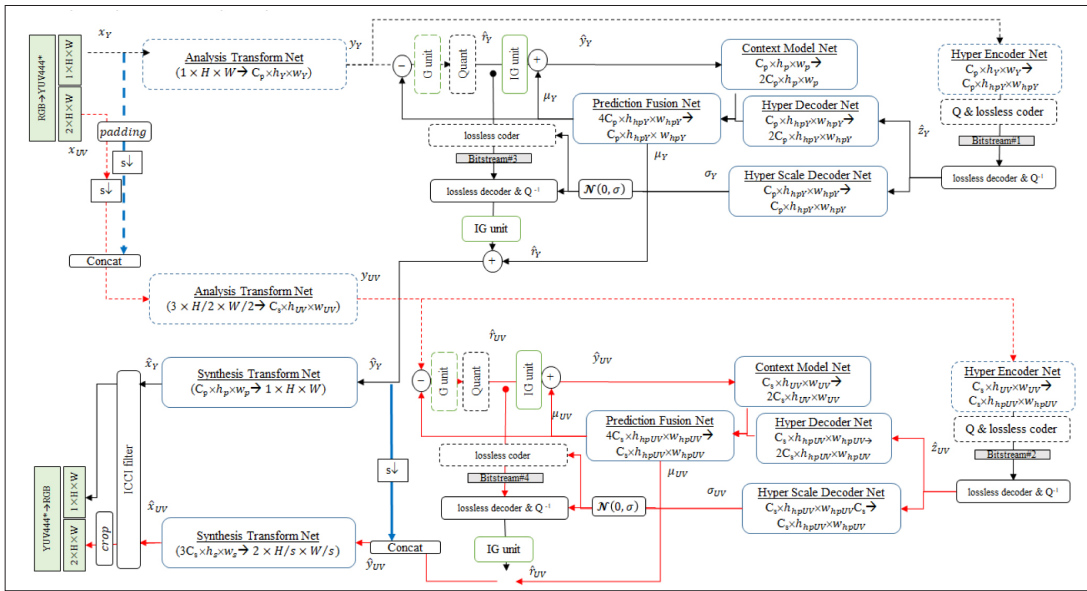 x_Y
RGB→YUV444*
1×H×W
2×H×W
padding
x_UV
s↓
s↓
Concat
Analysis Transform Net
(1 × H × W → C_p × h_Y×w_Y)
y_Y
−
G unit
Quant
r̂_Y
IG unit
+
ŷ_Y
μ_Y
Context Model Net
C_p×h_p×w_p→
2C_p×h_p×w_p
Hyper Encoder Net
C_p×h_Y×w_Y→
C_p×h_hpY×w_hpY
Prediction Fusion Net
4C_p×h_hpY×w_hpY→
C_p×h_hpY× w_hpY
μ_Y
Hyper Decoder Net
C_p×h_hpY×w_hpY→
2C_p×h_hpY×w_hpY
ẑ_Y
Q & lossless coder
Bitstream#1
lossless decoder & Q⁻¹
lossless coder
Bitstream#3
lossless decoder & Q⁻¹
𝒩(0, σ)
σ_Y
Hyper Scale Decoder Net
C_p×h_hpY×w_hpY→
C_p×h_hpY×w_hpY
IG unit
+
r̂_Y
Analysis Transform Net
(3 × H/2 × W/2→ C_s×h_UV×w_UV)
y_UV
x̂_Y
Synthesis Transform Net
(C_p×h_p×w_p→ 1 × H × W)
ŷ_Y
−
G unit
Quant
r̂_UV
IG unit
+
ŷ_UV
μ_UV
Context Model Net
C_s×h_UV×w_UV→
2C_s×h_UV×w_UV
Hyper Encoder Net
C_s×h_UV×w_UV→
C_s×h_hpUV×w_hpUV
Prediction Fusion Net
4C_s×h_hpUV×w_hpUV→
C_s×h_hpUV×w_hpUV
μ_UV
Hyper Decoder Net
C_s×h_hpUV×w_hpUV→
2C_s×h_hpUV×w_hpUV
ẑ_UV
Q & lossless coder
Bitstream#2
lossless decoder & Q⁻¹
lossless coder
Bitstream#4
lossless decoder & Q⁻¹
𝒩(0, σ)
σ_UV
Hyper Scale Decoder Net
C_s×h_hpUV×w_hpUVC_s→
C_s×h_hpUV×w_hpUV
s↓
ICCI filter
YUV444*→RGB
1×H×W
2×H×W
crop
x̂_UV
Synthesis Transform Net
(3C_s×h_s×w_s→ 2 × H/s × W/s)
Concat
ŷ_UV
IG unit
r̂_UV